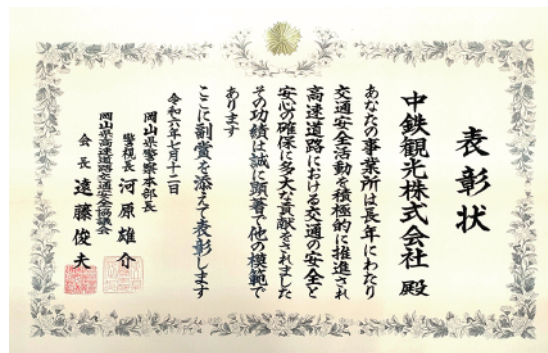 表彰状
中鉄観光株式会社 殿
あなたの事業所は長年にわたり
交通安全活動を積極的に推進され
高速道路における交通の安全と
安心の確保に多大な貢献をされました
その功績は誠に顕著で他の模範で
あります
ここに副賞を添えて表彰します
令和六年七月十二日
岡山県警察本部長
警視長 河原雄介
岡山県高速道路交通安全協議会
会長 遠藤俊夫